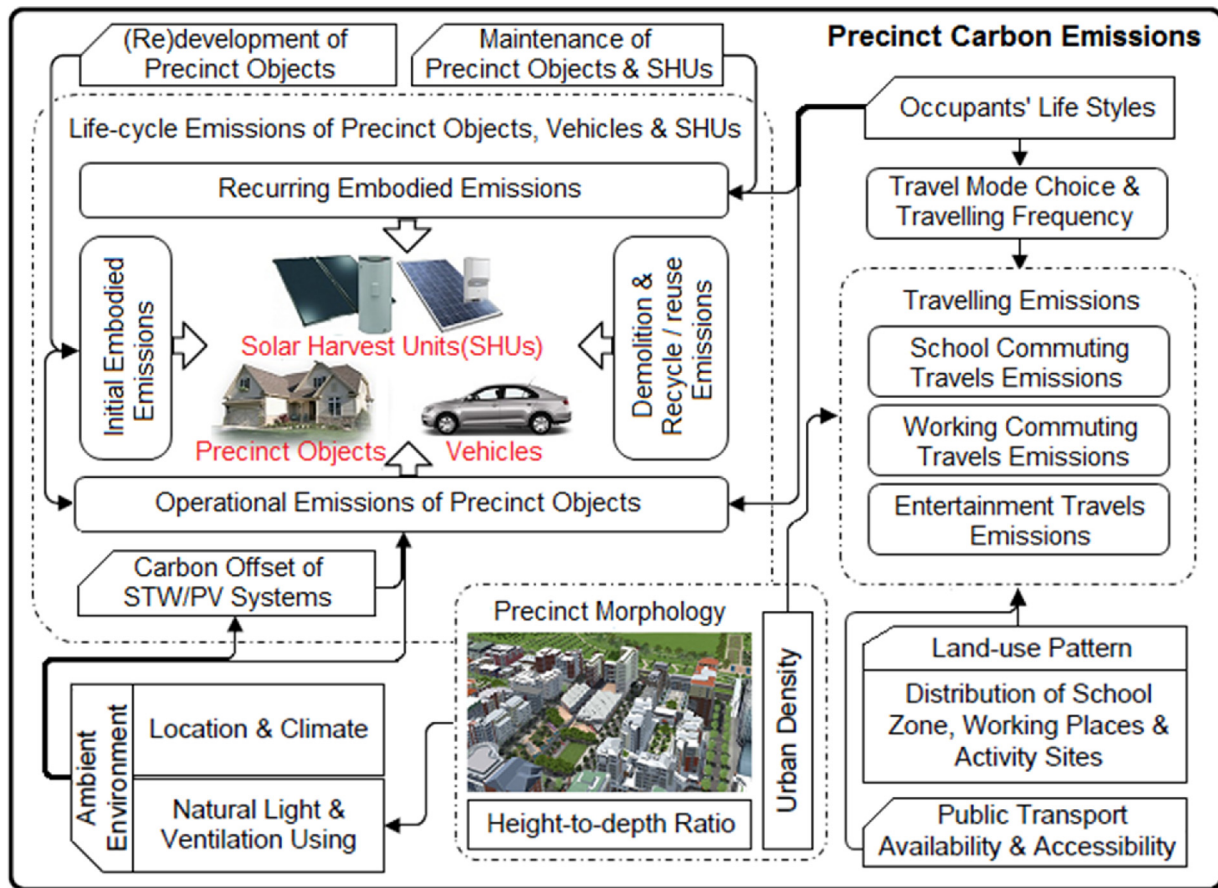 Precinct Carbon Emissions
(Re)development of
Precinct Objects
Maintenance of
Precinct Objects & SHUs
Occupants' Life Styles
Life-cycle Emissions of Precinct Objects, Vehicles & SHUs
Recurring Embodied Emissions
Travel Mode Choice &
Travelling Frequency
Initial Embodied
Emissions
Solar Harvest Units(SHUs)
Precinct Objects
Vehicles
Demolition &
Recycle / reuse
Emissions
Travelling Emissions
School Commuting
Travels Emissions
Working Commuting
Travels Emissions
Entertainment Travels
Emissions
Operational Emissions of Precinct Objects
Carbon Offset of
STW/PV Systems
Precinct Morphology
Urban Density
Height-to-depth Ratio
Ambient
Environment
Location & Climate
Natural Light &
Ventilation Using
Land-use Pattern
Distribution of School
Zone, Working Places &
Activity Sites
Public Transport
Availability & Accessibility